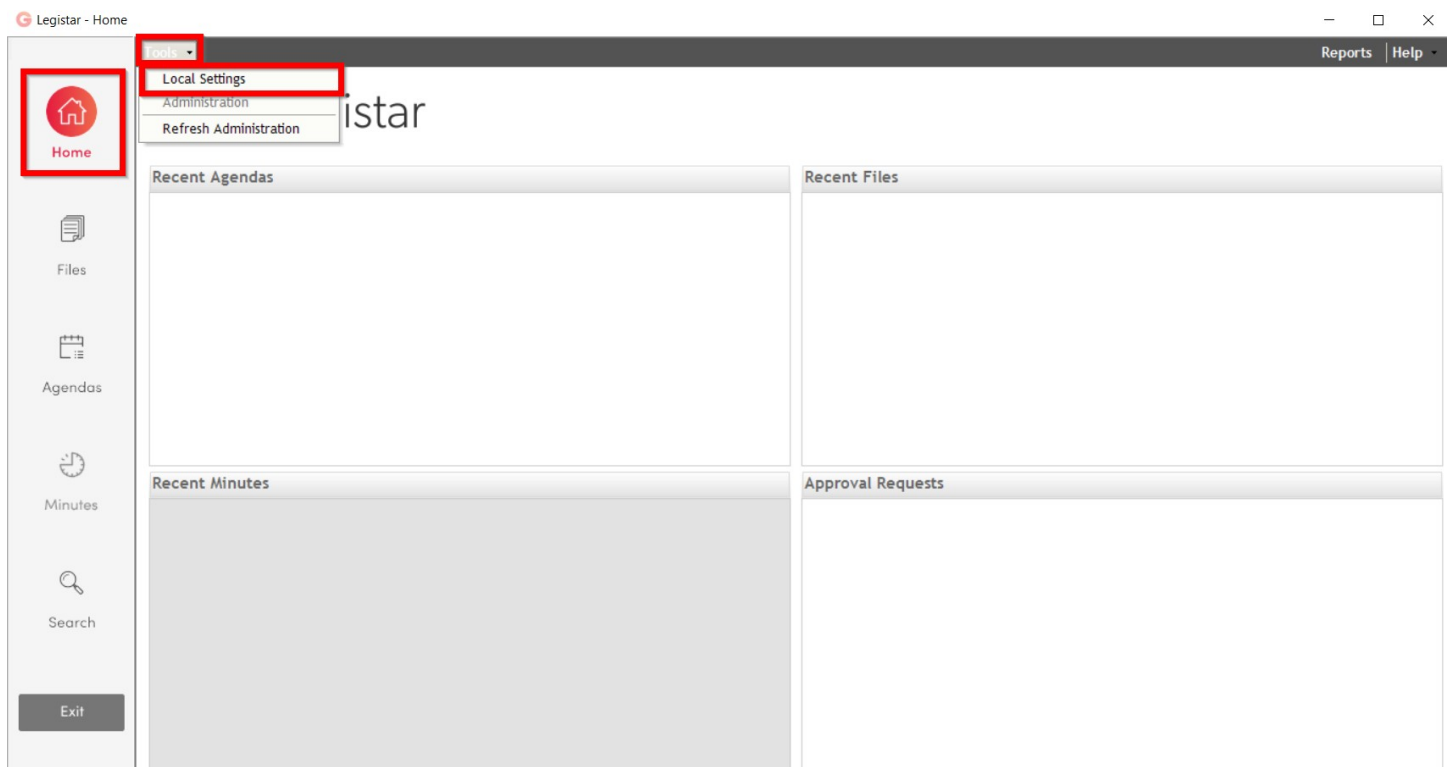 Legistar - Home
Tools
Reports
Help
Local Settings
Administration
Refresh Administration
istar
Home
Files
Agendas
Minutes
Search
Exit
Recent Agendas
Recent Files
Recent Minutes
Approval Requests